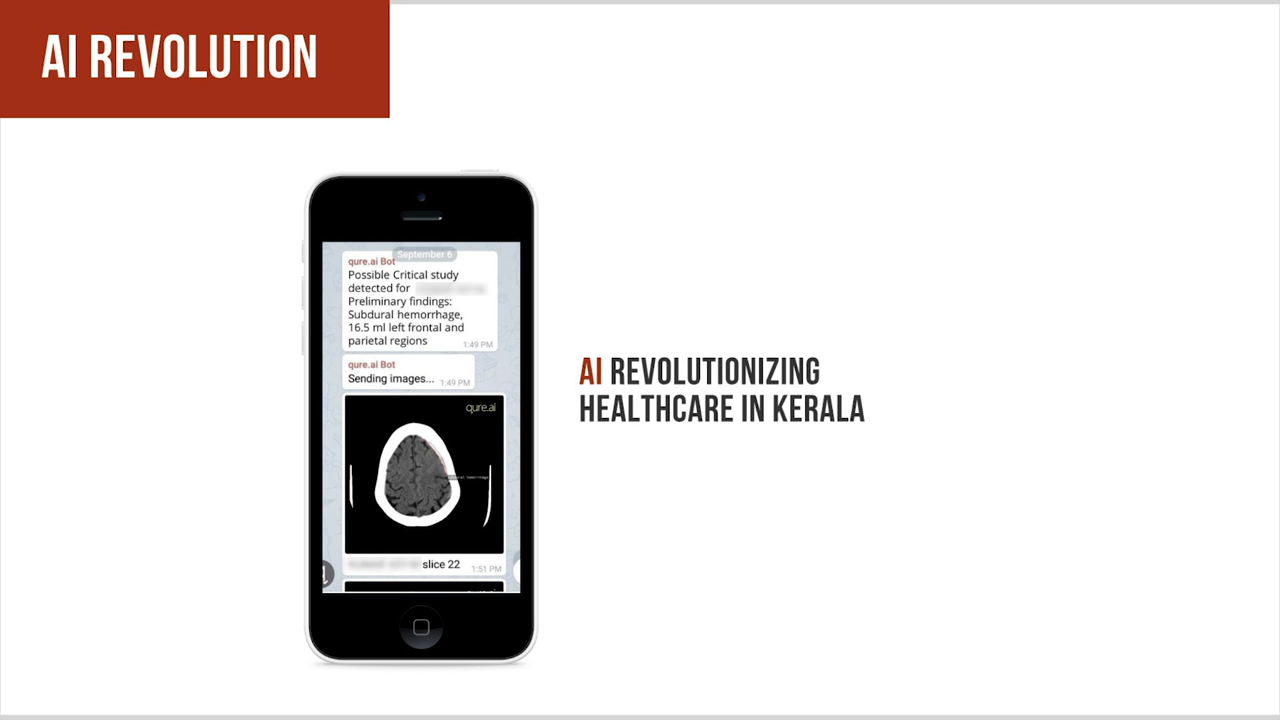 AI REVOLUTION
September 6
qure.ai Bot
Possible Critical study
detected for
Preliminary findings:
Subdural hemorrhage,
16.5 ml left frontal and
parietal regions
1:49 PM
qure.ai Bot
Sending images... 1:49 PM
qure.ai
slice 22
1:51 PM
AI REVOLUTIONIZING
HEALTHCARE IN KERALA